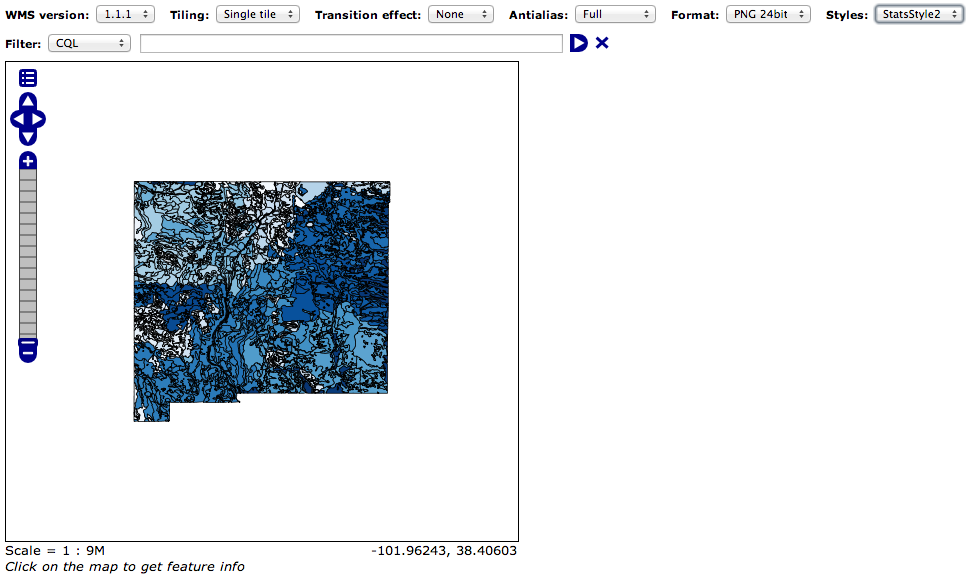 WMS version: 1.1.1 Tiling: Single tile Transition effect: None Antialias: Full Format: PNG 24bit Styles: StatsStyle2
Filter: CQL
Scale = 1 : 9M -101.96243, 38.40603
Click on the map to get feature info